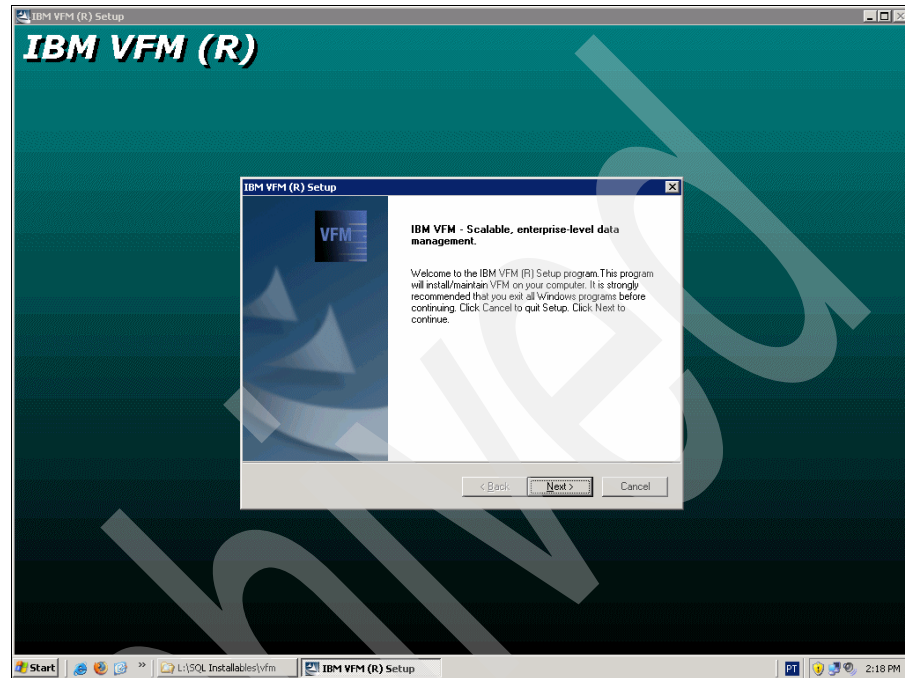 IBM VFM (R) Setup
IBM VFM (R)
IBM VFM (R) Setup
VFM
IBM VFM - Scalable, enterprise-level data
management.
Welcome to the IBM VFM (R) Setup program.This program
will install/maintain VFM on your computer. It is strongly
recommended that you exit all Windows programs before
continuing. Click Cancel to quit Setup. Click Next to
continue.
< Back
Next >
Cancel
Start
»
L:\SQL Installables\vfm
IBM VFM (R) Setup
PT
2:18 PM
hived